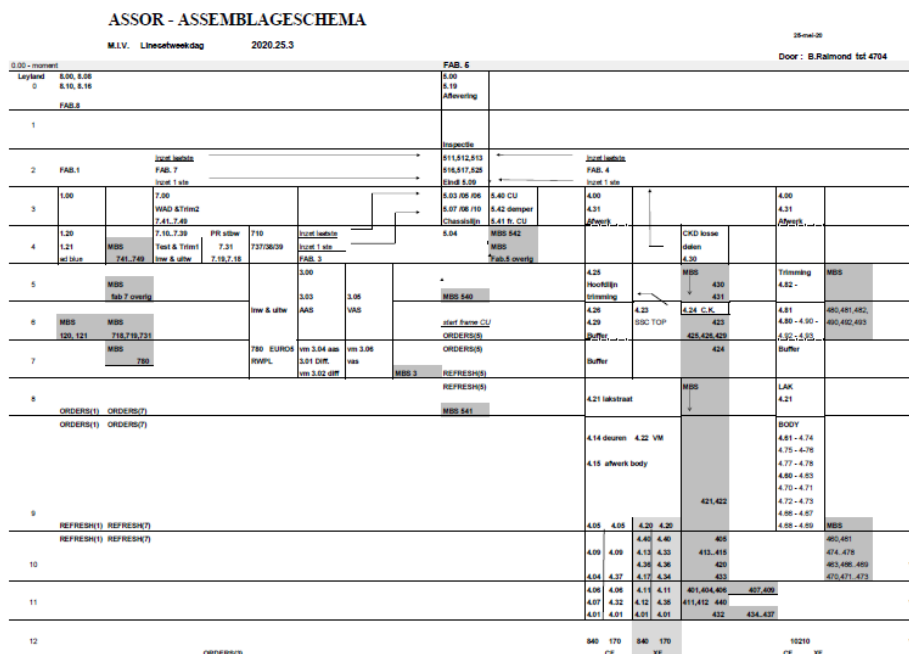 ASSOR - ASSEMBLAGESCHEMA
M.I.V. Linesetweekdag 2020.25.3
25-mei-20
Door : B.Raimond tst 4704
0.00 - moment FAB. 5
Leyland 8.00, 8.08 5.00
0 8.10, 8.16 5.19
Aflevering
FAB.8
1
Inspectie
Inzet laatste 511,512,513 Inzet laatste
2 FAB.1 FAB. 7 516,517,525 FAB. 4
Inzet 1 ste Eind! 5.09 Inzet 1 ste
1.00 7.00 5.03 /05 /06 5.40 CU 4.00 4.00
3 WAD &Trim2 5.07 /08 /10 5.42 demper 4.31 4.31
7.41..7.49 Chassislijn 5.41 fr. CU Afwerk Afwerk
1.20 7.10..7.39 PR stbw 710 Inzet laatste 5.04 MBS 542 CKD losse
4 1.21 MBS Test & Trim1 7.31 737/38/39 Inzet 1 ste MBS delen
ad blue 741..749 Inw & uitw 7.19,7.18 FAB. 3 Fab.5 overig 4.30
3.00 4.25 MBS Trimming MBS
5 MBS Hoofdlijn 430 4.82 -
fab 7 overig 3.03 3.05 MBS 540 trimming 431
Inw & uitw AAS VAS 4.26 4.23 4.24 C.K. 4.81 480,481,482,
6 MBS MBS start frame CU 4.29 SSC TOP 423 4.80 - 4.90 - 490,492,493
120, 121 718,719,731 ORDERS(5) Buffer 425,426,429 4.92 - 4.93
MBS 780 EURO5 vm 3.04 aas vm 3.06 ORDERS(5) 424 Buffer
7 780 RWPL 3.01 Diff. vas Buffer
vm 3.02 diff MBS 3 REFRESH(5)
REFRESH(5) MBS LAK
8 4.21 lakstraat 4.21
ORDERS(1) ORDERS(7) MBS 541
ORDERS(1) ORDERS(7) BODY
4.14 deuren 4.22 VM 4.61 - 4.74
4.75 - 4-76
4.15 afwerk body 4.77 - 4.78
4.60 - 4.63
4.70 - 4.71
421,422 4.72 - 4.73
9 4.66 - 4.67
REFRESH(1) REFRESH(7) 4.05 4.05 4.20 4.20 4.68 - 4.69 MBS
REFRESH(1) REFRESH(7) 4.40 4.40 405 460,461
4.09 4.09 4.13 4.33 413..415 474..478
10 4.36 4.36 420 463,466..469
4.04 4.37 4.17 4.34 433 470,471..473
4.06 4.06 4.11 4.11 401,404,406 407,409
11 4.07 4.32 4.12 4.35 411,412 440
4.01 4.01 4.01 4.01 432 434..437
12 840 170 840 170 10210
ORDERS(3) CF XF CF XF